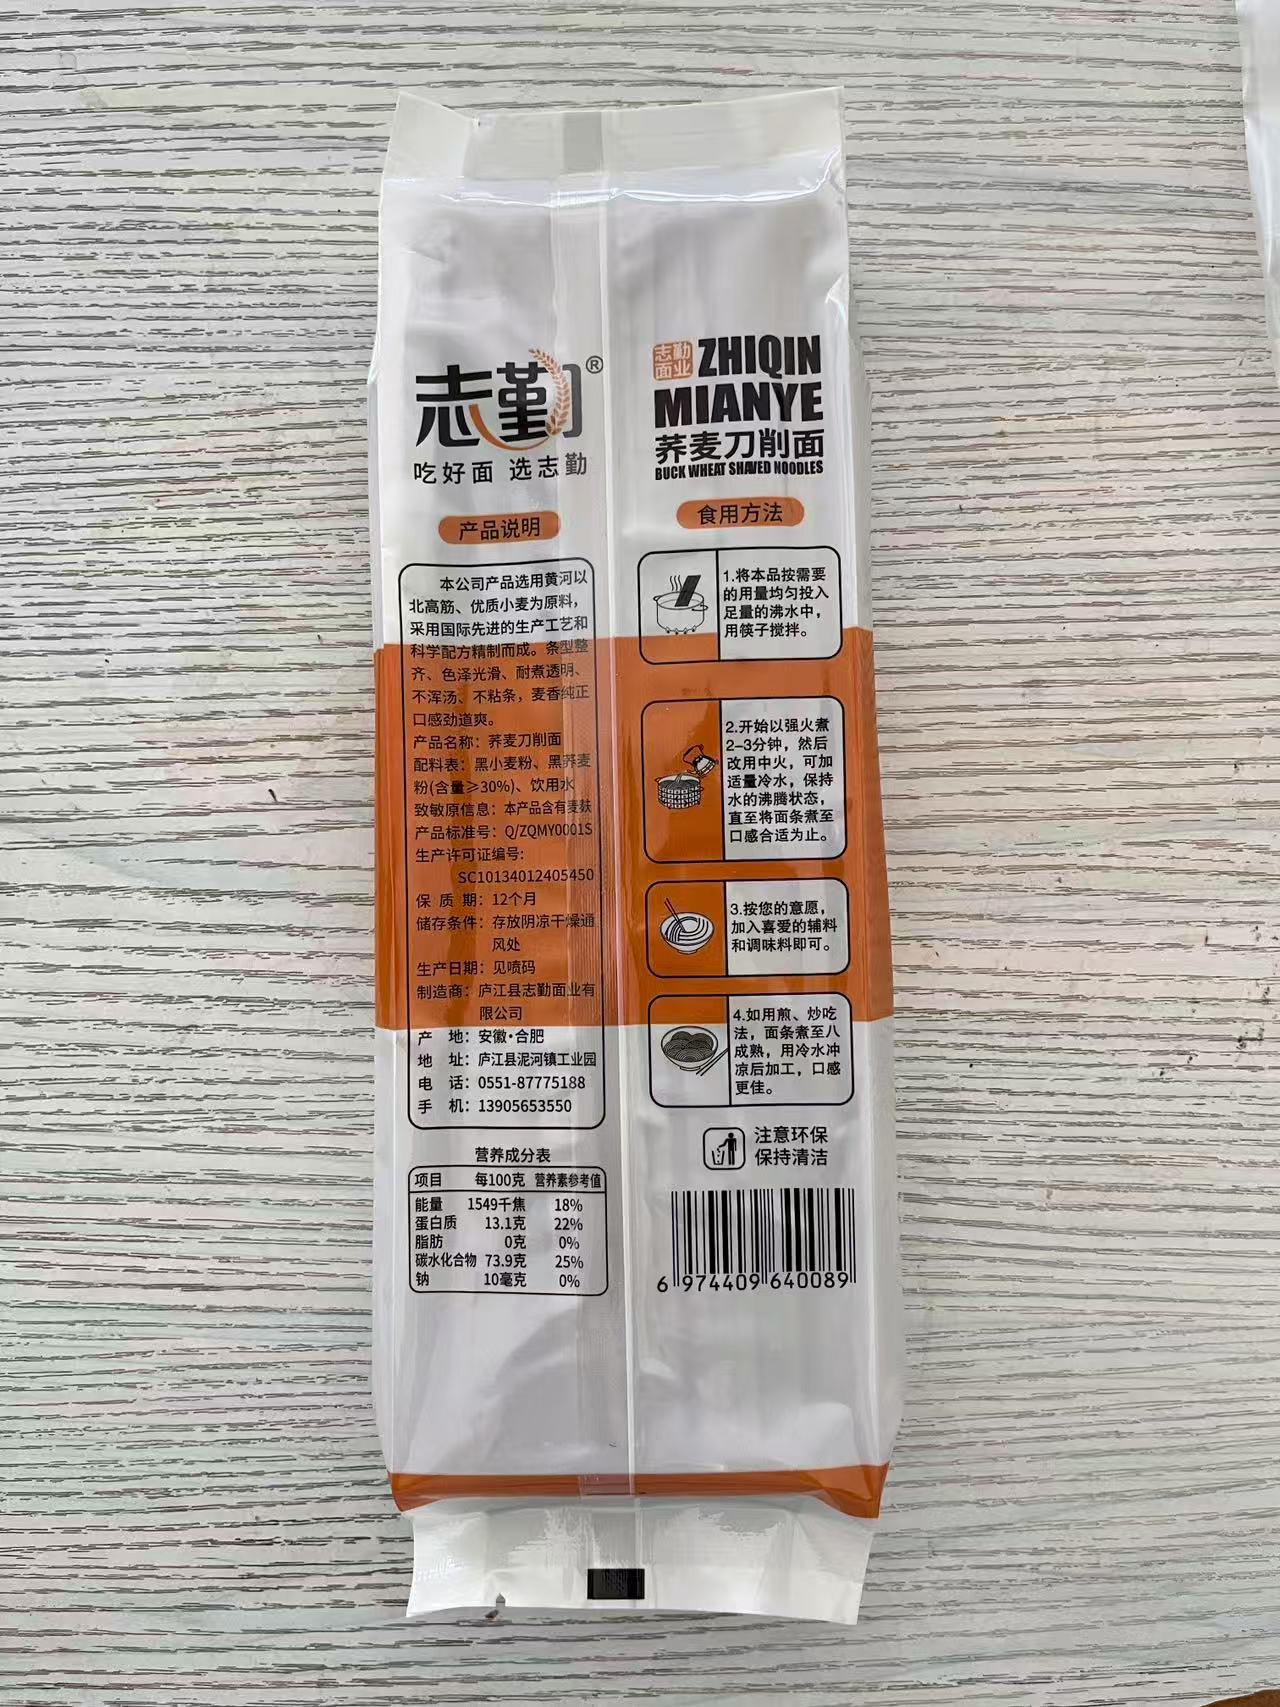 志勤®
吃好面 选志勤
产品说明
本公司产品选用黄河以
北高筋、优质小麦为原料，
采用国际先进的生产工艺和
科学配方精制而成。条型整
齐、色泽光滑、耐煮透明、
不浑汤、不粘条，麦香纯正
口感劲道爽。
产品名称：荞麦刀削面
配料表：黑小麦粉、黑荞麦
粉(含量≥30%)、饮用水
致敏原信息：本产品含有麦麸
产品标准号：Q/ZQMY0001S
生产许可证编号：
SC10134012405450
保 质 期：12个月
储存条件：存放阴凉干燥通
风处
生产日期：见喷码
制造商：庐江县志勤面业有
限公司
产 地：安徽·合肥
地 址：庐江县泥河镇工业园
电 话：0551-87775188
手 机：13905653550
营养成分表
项目 每100克 营养素参考值
能量 1549千焦 18%
蛋白质 13.1克 22%
脂肪 0克 0%
碳水化合物 73.9克 25%
钠 10毫克 0%
志勤
面业
ZHIQIN
MIANYE
荞麦刀削面
BUCK WHEAT SHAVED NOODLES
食用方法
1.将本品按需要
的用量均匀投入
足量的沸水中，
用筷子搅拌。
2.开始以强火煮
2-3分钟，然后
改用中火，可加
适量冷水，保持
水的沸腾状态，
直至将面条煮至
口感合适为止。
3.按您的意愿，
加入喜爱的辅料
和调味料即可。
4.如用煎、炒吃
法，面条煮至八
成熟，用冷水冲
凉后加工，口感
更佳。
注意环保
保持清洁
6 974409 640089